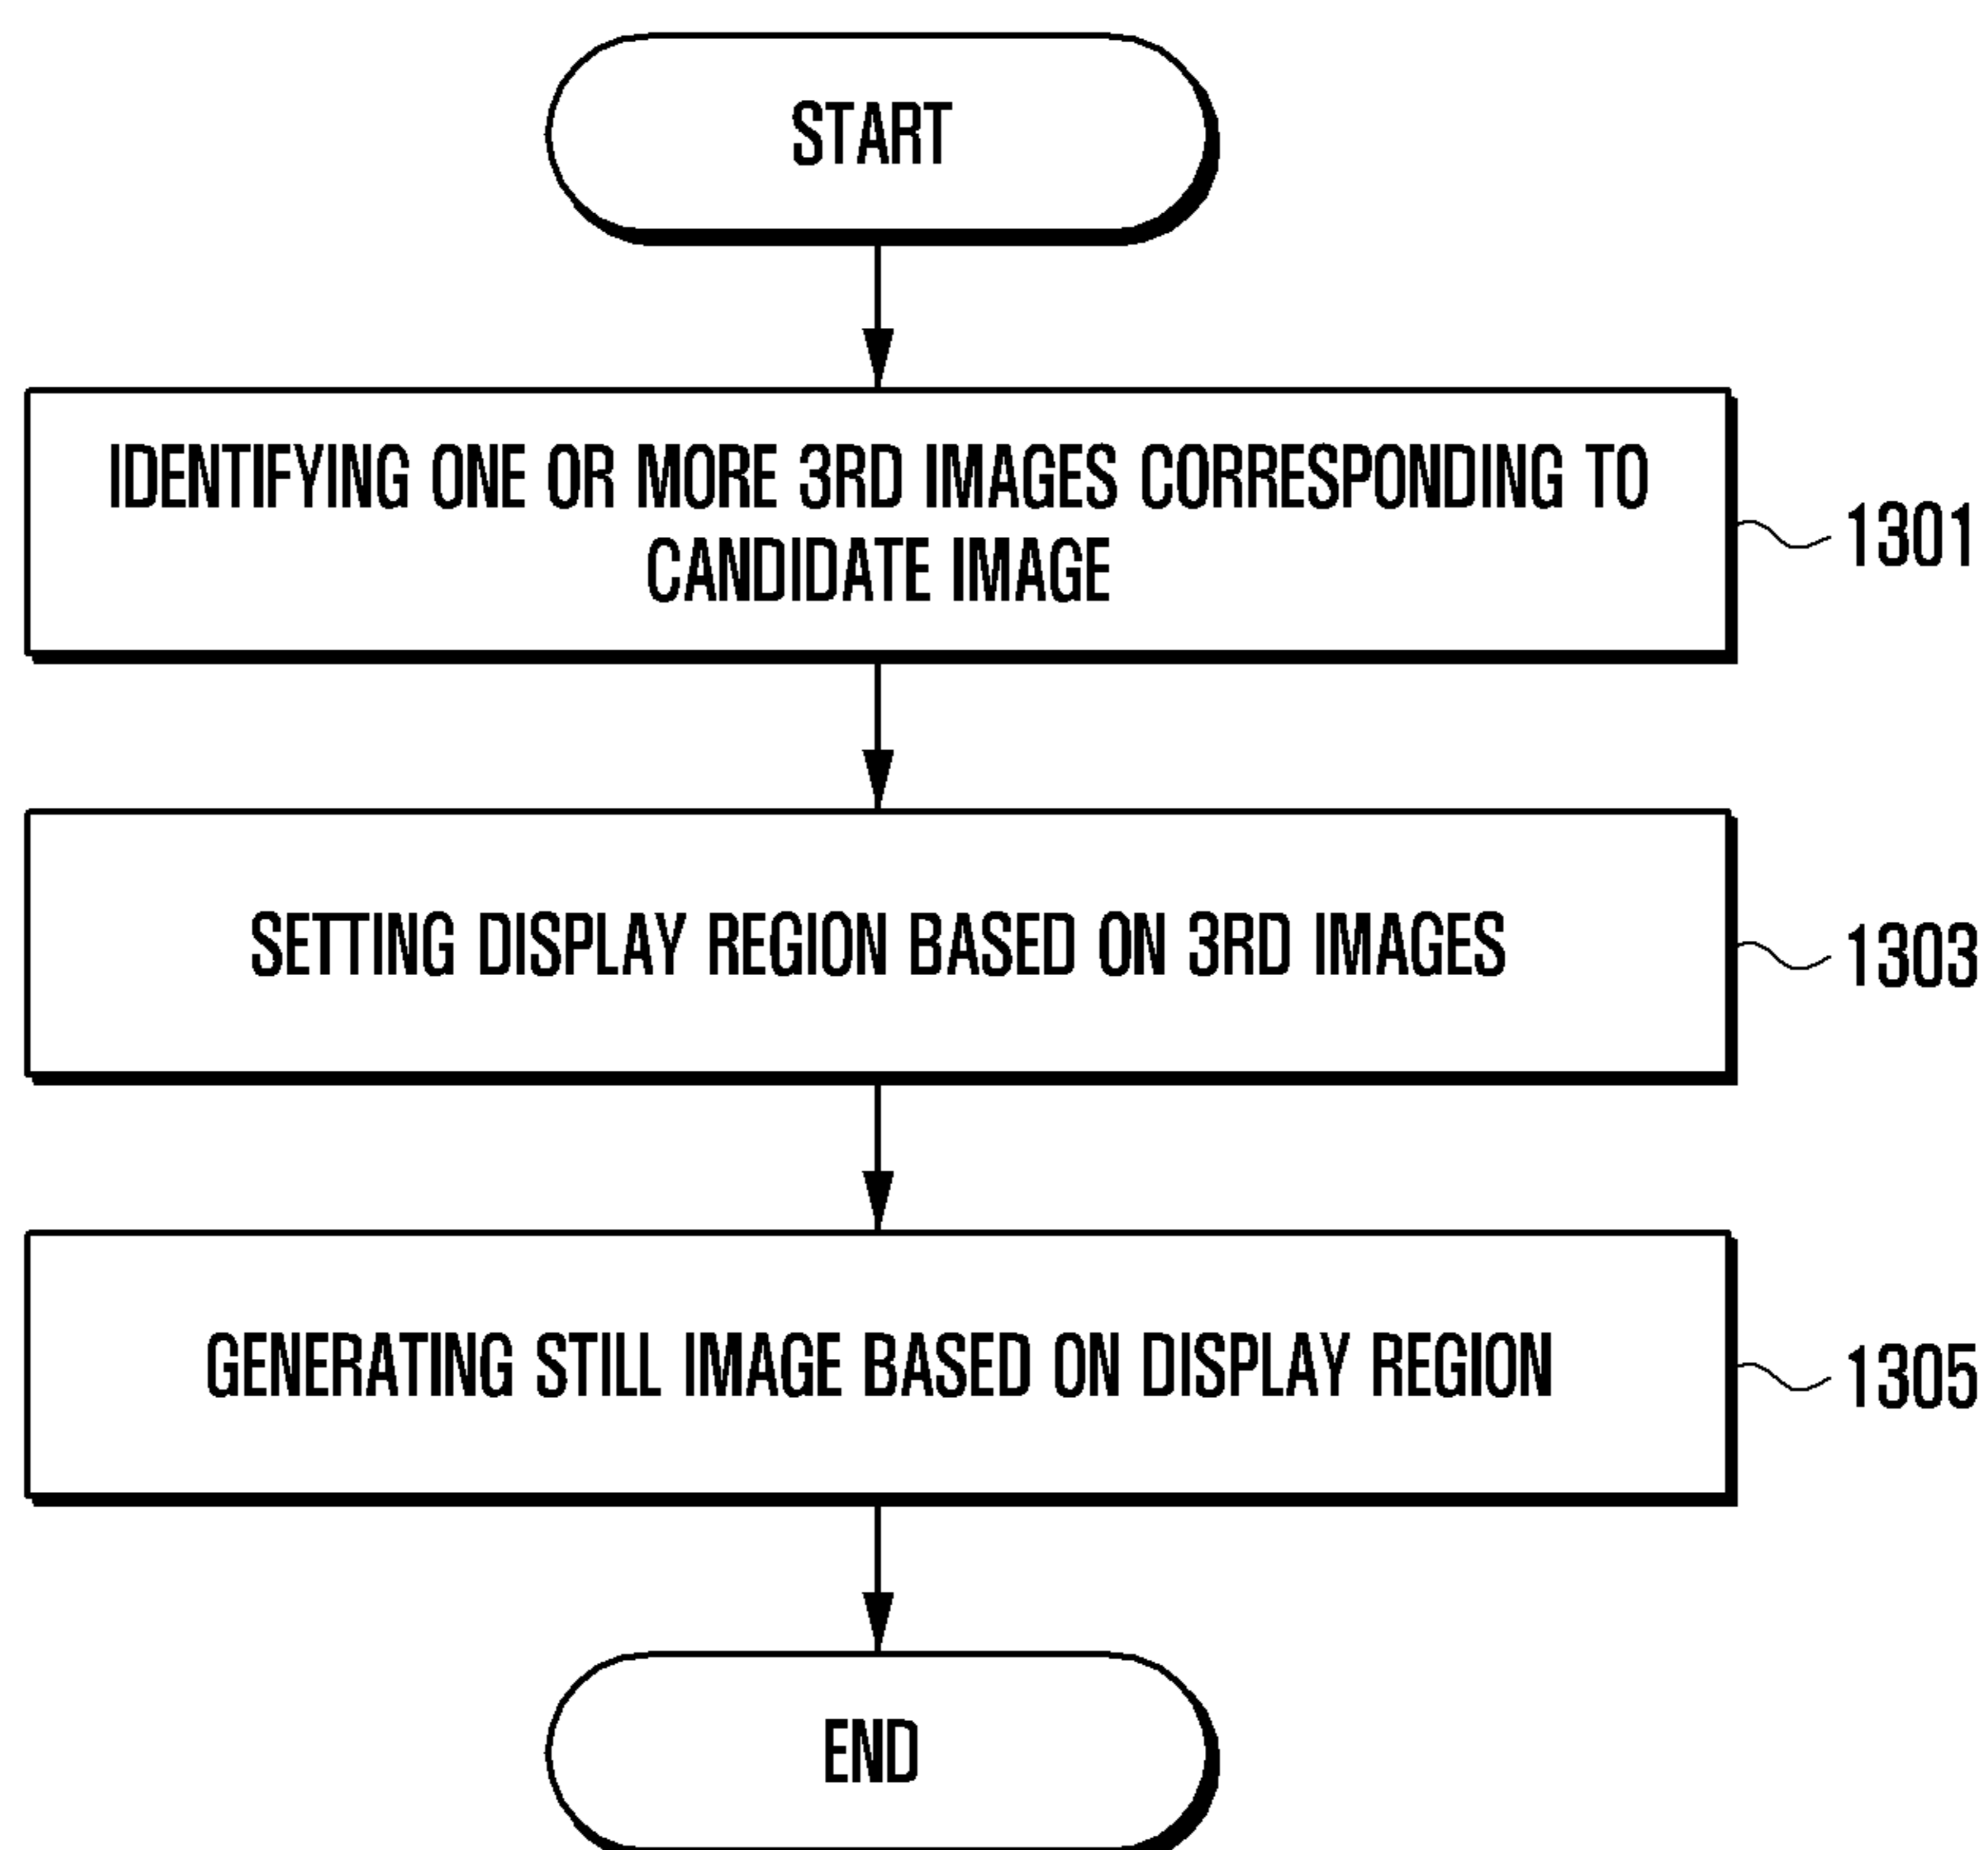 START
IDENTIFYING ONE OR MORE 3RD IMAGES CORRESPONDING TO
CANDIDATE IMAGE
1301
SETTING DISPLAY REGION BASED ON 3RD IMAGES
1303
GENERATING STILL IMAGE BASED ON DISPLAY REGION
1305
END